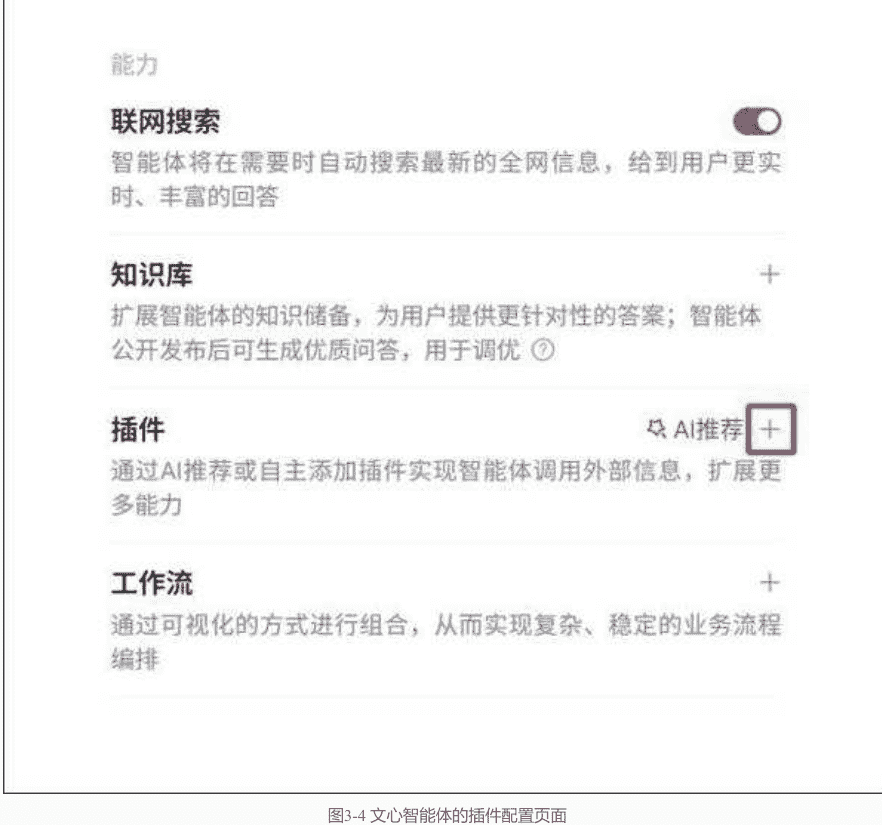 能力
联网搜索
智能体将在需要时自动搜索最新的全网信息，给到用户更实
时、丰富的回答
知识库
扩展智能体的知识储备，为用户提供更针对性的答案；智能体
公开发布后可生成优质问答，用于调优 ?
插件 AI推荐 +
通过AI推荐或自主添加插件实现智能体调用外部信息，扩展更
多能力
工作流
通过可视化的方式进行组合，从而实现复杂、稳定的业务流程
编排
图3-4 文心智能体的插件配置页面